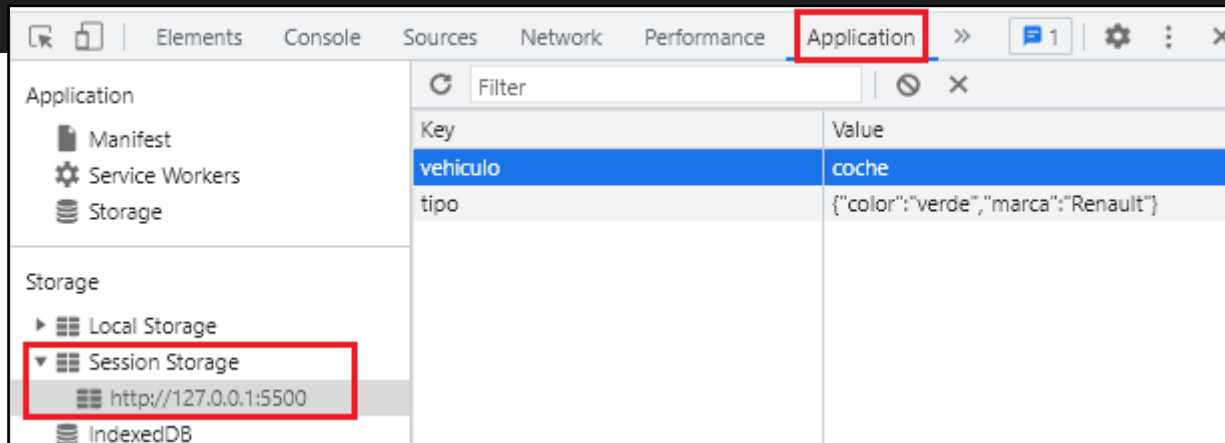 Elements Console Sources Network Performance Application » 1
Application
Manifest
Service Workers
Storage
Storage
Local Storage
Session Storage
http://127.0.0.1:5500
IndexedDB
Filter
Key Value
vehiculo coche
tipo {"color":"verde","marca":"Renault"}